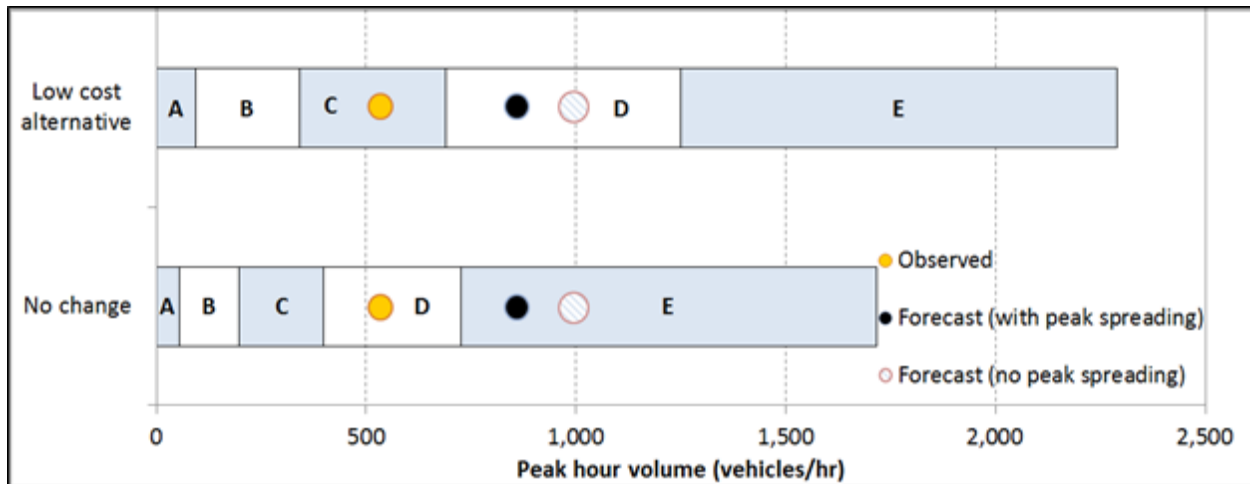 Low cost
alternative
A B C D E
No change
A B C D E
Observed
Forecast (with peak spreading)
Forecast (no peak spreading)
0 500 1,000 1,500 2,000 2,500
Peak hour volume (vehicles/hr)